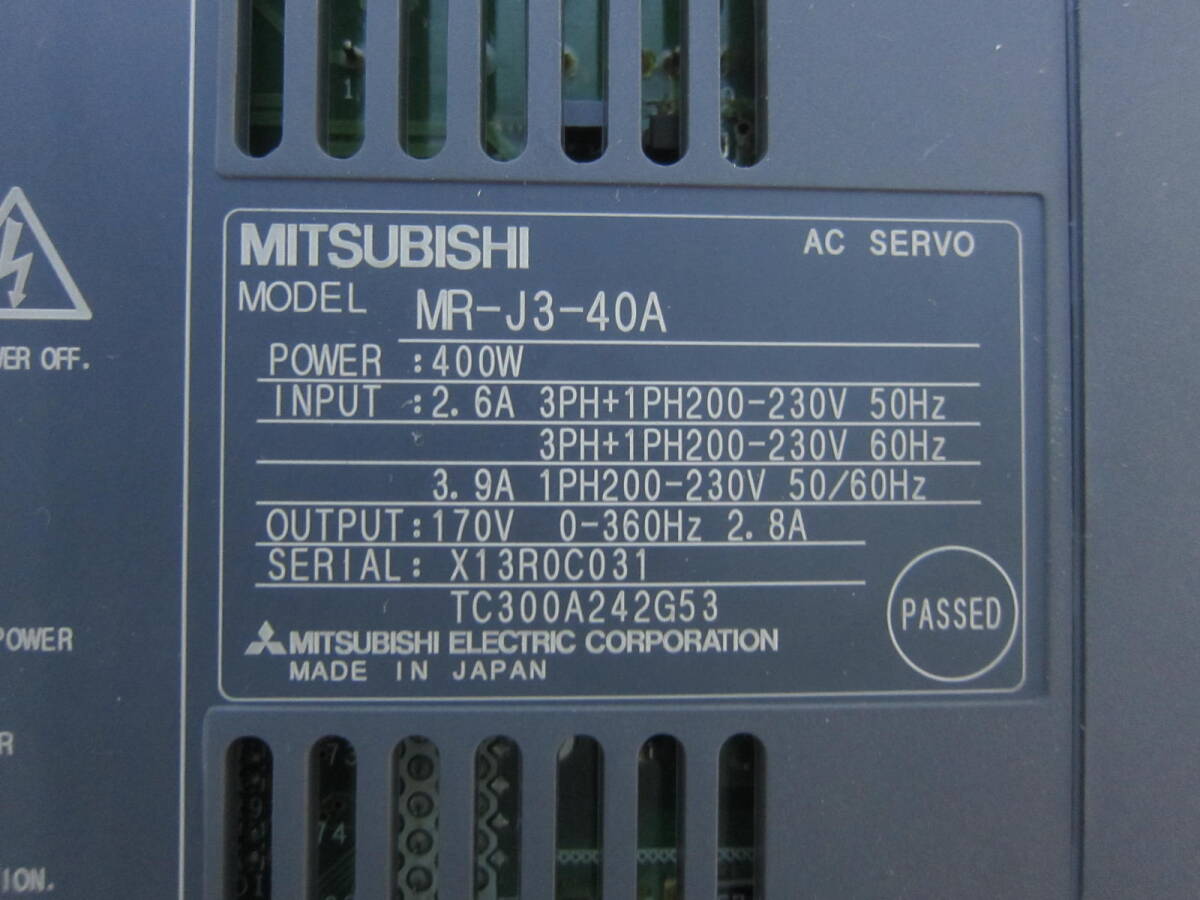 MITSUBISHI AC SERVO
MODEL MR-J3-40A
POWER :400W
INPUT :2.6A 3PH+1PH200-230V 50Hz
3PH+1PH200-230V 60Hz
3.9A 1PH200-230V 50/60Hz
OUTPUT:170V 0-360Hz 2.8A
SERIAL: X13R0C031
TC300A242G53
MITSUBISHI ELECTRIC CORPORATION
MADE IN JAPAN
PASSED
OFF.
POWER
1
74